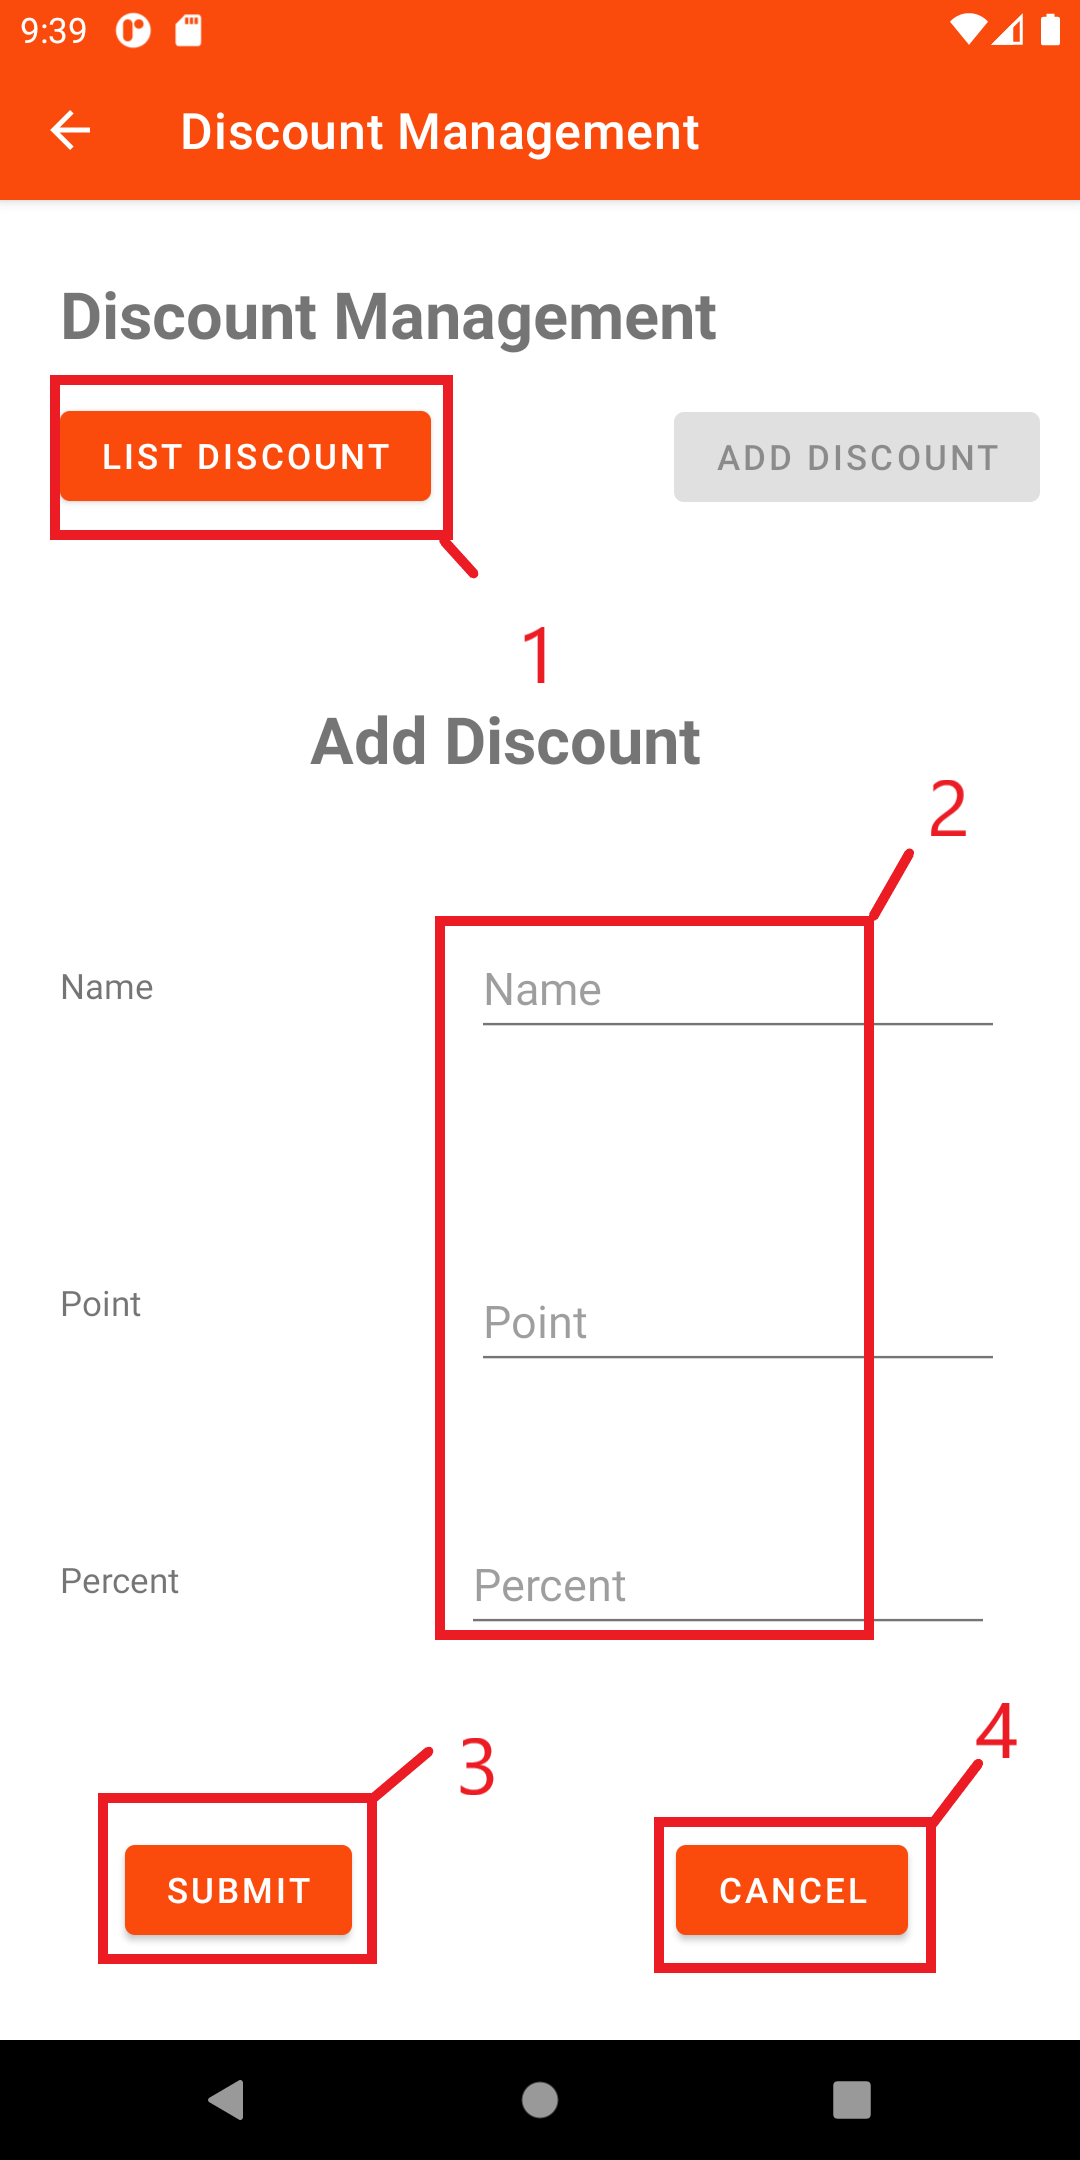 9:39
Discount Management
Discount Management
LIST DISCOUNT
ADD DISCOUNT
1
Add Discount
2
Name
Name
Point
Point
Percent
Percent
3
4
SUBMIT
CANCEL